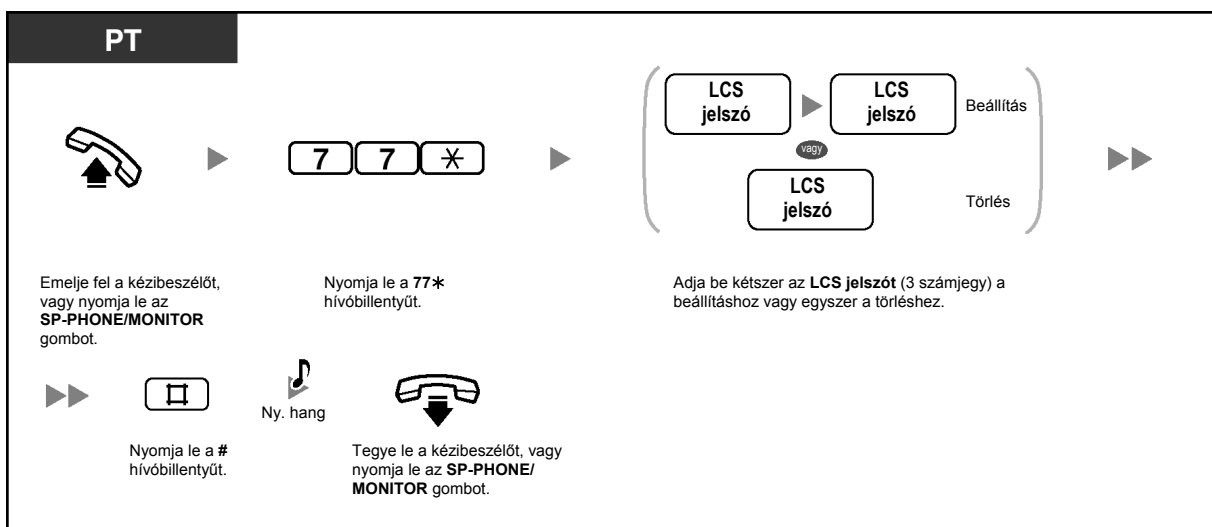 PT
LCS
jelszó
LCS
jelszó
Beállítás
vagy
LCS
jelszó
Törlés
7 7 *
Emelje fel a kézibeszélőt,
vagy nyomja le az
SP-PHONE/MONITOR
gombot.
Nyomja le a 77*
hívóbillentyűt.
Adja be kétszer az LCS jelszót (3 számjegy) a
beállításhoz vagy egyszer a törléshez.
#
Ny. hang
Nyomja le a #
hívóbillentyűt.
Tegye le a kézibeszélőt, vagy
nyomja le az SP-PHONE/
MONITOR gombot.